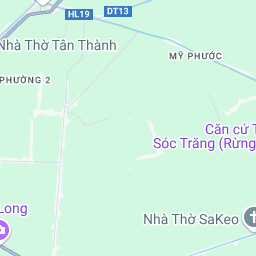 HL19
DT13
Nhà Thờ Tân Thành
MỸ PHƯỚC
PHƯỜNG 2
Căn cứ T
Sóc Trăng (Rừng
Long
Nhà Thờ SaKeo